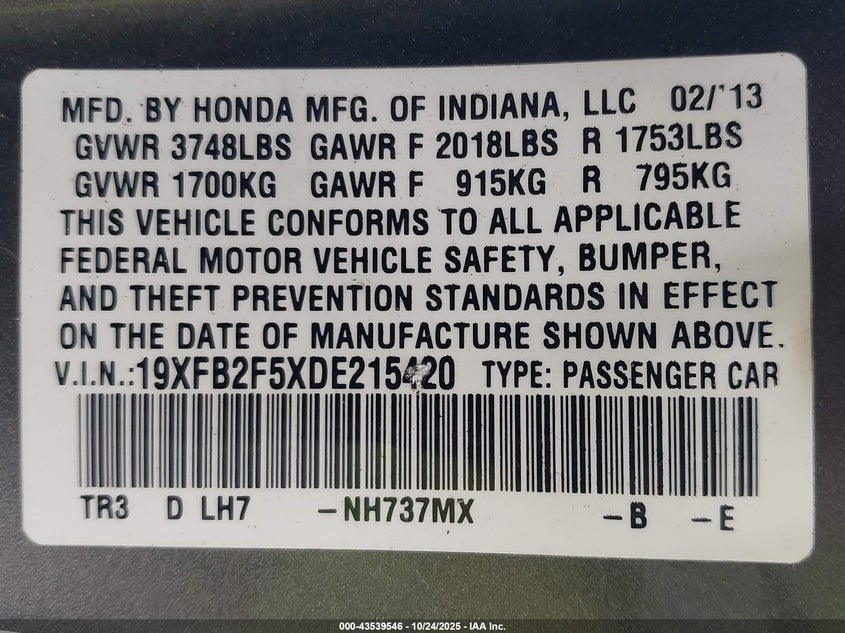 MFD. BY HONDA MFG. OF INDIANA, LLC 02/'13
GVWR 3748LBS GAWR F 2018LBS R 1753LBS
GVWR 1700KG GAWR F 915KG R 795KG
THIS VEHICLE CONFORMS TO ALL APPLICABLE
FEDERAL MOTOR VEHICLE SAFETY, BUMPER,
AND THEFT PREVENTION STANDARDS IN EFFECT
ON THE DATE OF MANUFACTURE SHOWN ABOVE.
V.I.N.:19XFB2F5XDE215420 TYPE: PASSENGER CAR
TR3 D LH7 -NH737MX -B -E
000-43539546 - 10/24/2025 - IAA Inc.